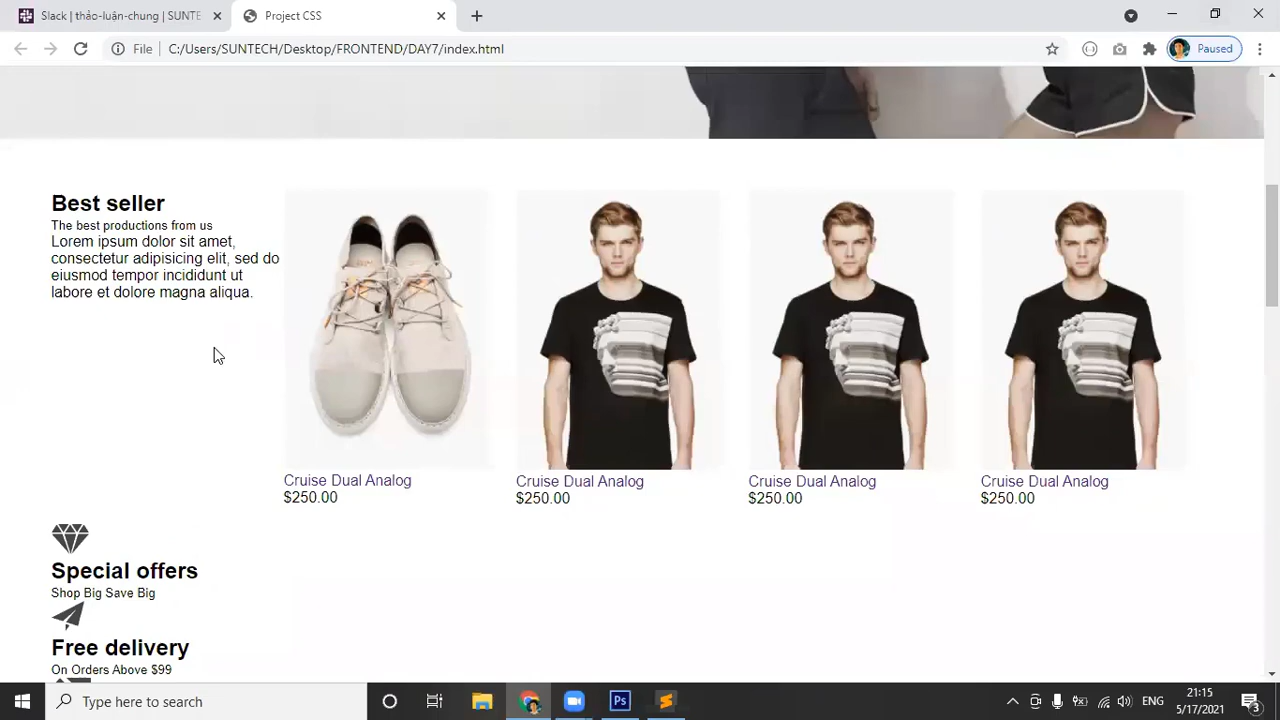 Slack | thảo-luận-chung | SUNTE
Project CSS
File
C:/Users/SUNTECH/Desktop/FRONTEND/DAY7/index.html
Paused
Best seller
The best productions from us
Lorem ipsum dolor sit amet,
consectetur adipisicing elit, sed do
eiusmod tempor incididunt ut
labore et dolore magna aliqua.
Cruise Dual Analog
$250.00
Cruise Dual Analog
$250.00
Cruise Dual Analog
$250.00
Cruise Dual Analog
$250.00
Special offers
Shop Big Save Big
Free delivery
On Orders Above $99
Type here to search
Ps
ENG
21:15
5/17/2021
3